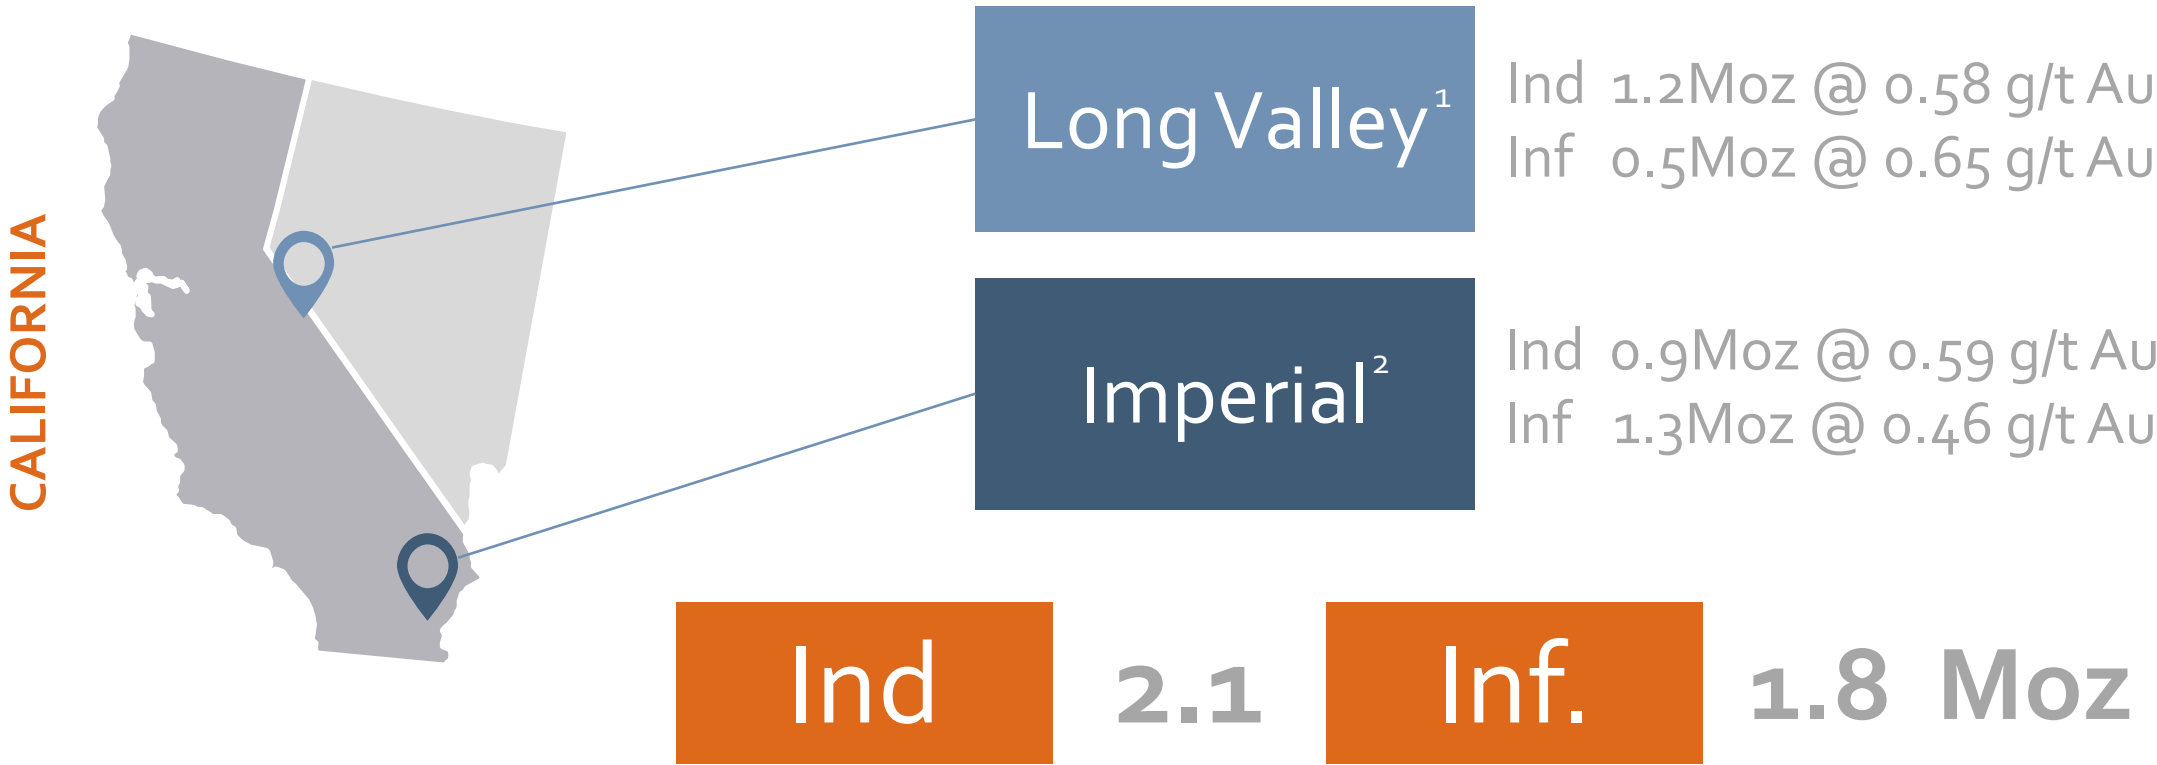 CALIFORNIA
Long Valley¹
Ind 1.2Moz @ 0.58 g/t Au
Inf 0.5Moz @ 0.65 g/t Au
Imperial²
Ind 0.9Moz @ 0.59 g/t Au
Inf 1.3Moz @ 0.46 g/t Au
Ind 2.1 Inf. 1.8 Moz